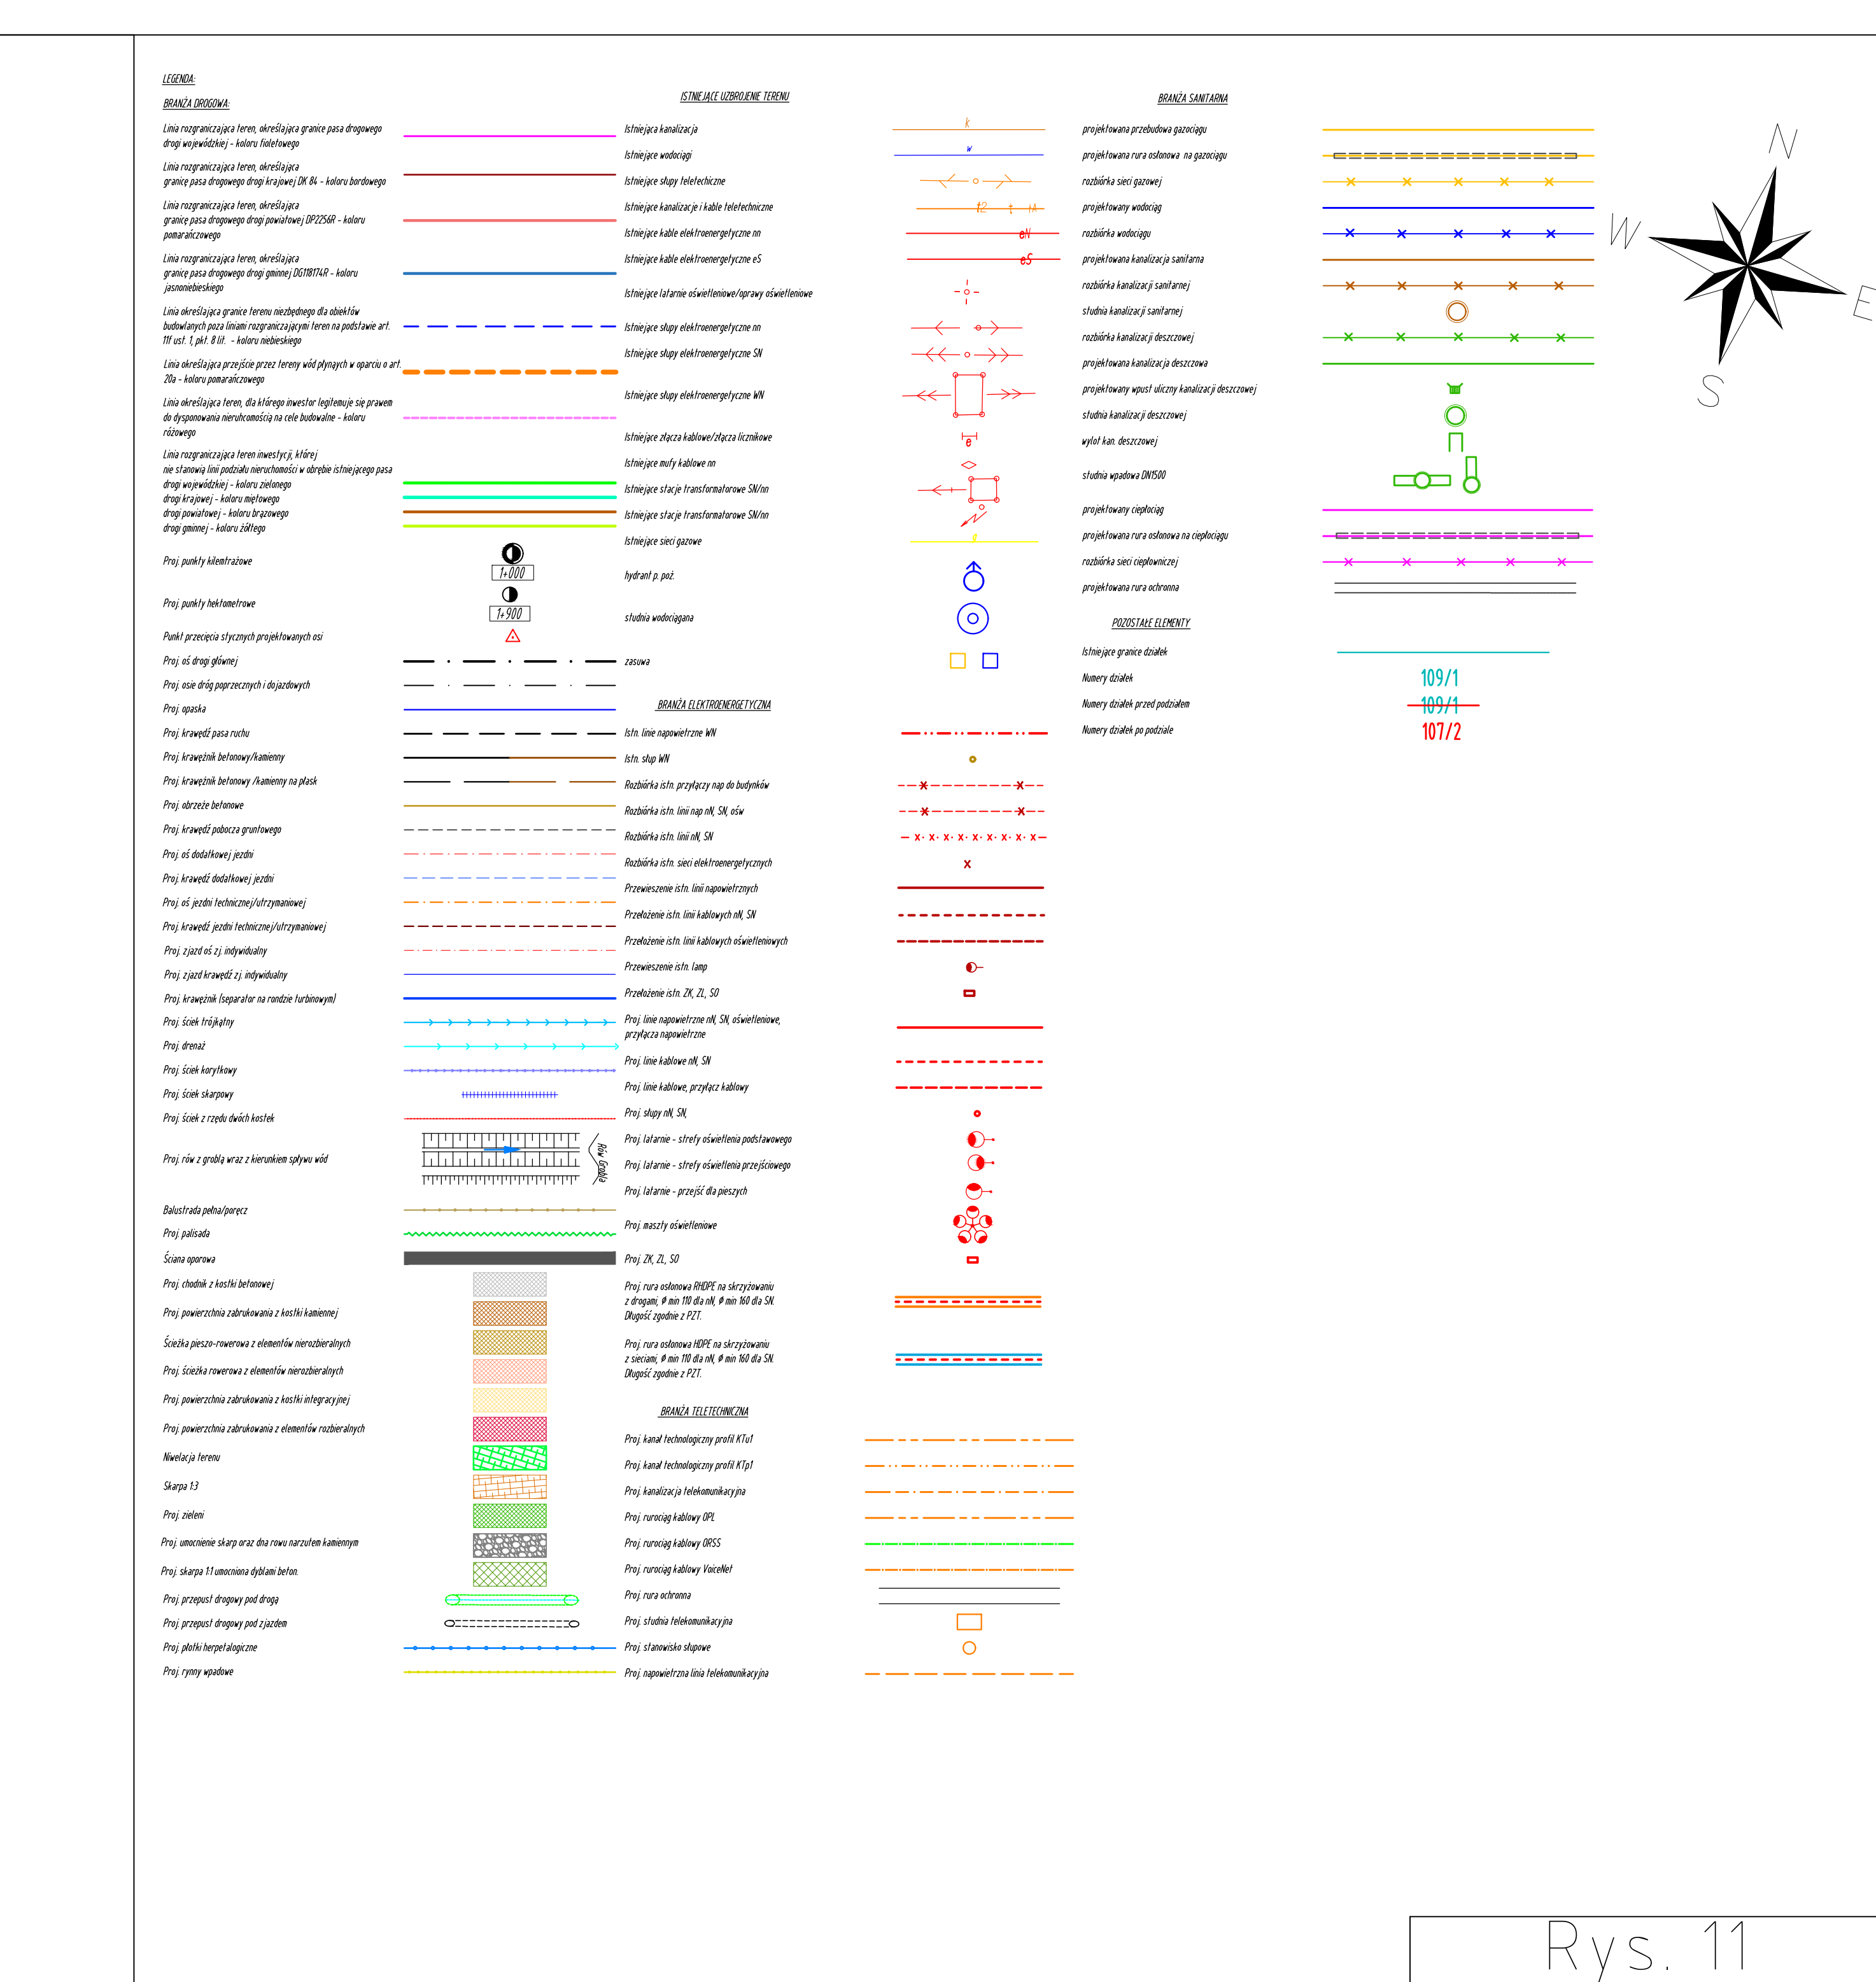 LEGENDA:
BRANŻA DROGOWA:
Linia rozgraniczająca teren, określająca granice pasa drogowego
drogi wojewódzkiej - koloru fioletowego
Linia rozgraniczająca teren, określająca
granicę pasa drogowego drogi krajowej DK 84 - koloru bordowego
Linia rozgraniczająca teren, określająca
granicę pasa drogowego drogi powiatowej DP2256R - koloru
pomarańczowego
Linia rozgraniczająca teren, określająca
granicę pasa drogowego drogi gminnej DG118174R - koloru
jasnoniebieskiego
Linia określająca granice terenu niezbędnego dla obiektów
budowlanych poza liniami rozgraniczającymi teren na podstawie art.
11f ust. 1, pkt. 8 lit. - koloru niebieskiego
Linia określająca przejście przez tereny wód płynących w oparciu o art.
20a - koloru pomarańczowego
Linia określająca teren, dla którego inwestor legitymuje się prawem
do dysponowania nieruchomością na cele budowalne - koloru
różowego
Linia rozgraniczająca teren inwestycji, której
nie stanowią linii podziału nieruchomości w obrębie istniejącego pasa
drogi wojewódzkiej - koloru zielonego
drogi krajowej - koloru miętowego
drogi powiatowej - koloru brązowego
drogi gminnej - koloru żółtego
Proj. punkty kilemtrażowe
1+000
Proj. punkty hektometrowe
1+900
Punkt przecięcia stycznych projektowanych osi
Proj. oś drogi głównej
Proj. osie dróg poprzecznych i dojazdowych
Proj. opaska
Proj. krawędź pasa ruchu
Proj. krawężnik betonowy/kamienny
Proj. krawężnik betonowy /kamienny na płask
Proj. obrzeże betonowe
Proj. krawędź pobocza gruntowego
Proj. oś dodatkowej jezdni
Proj. krawędź dodatkowej jezdni
Proj. oś jezdni technicznej/utrzymaniowej
Proj. krawędź jezdni technicznej/utrzymaniowej
Proj. zjazd oś zj. indywidualny
Proj. zjazd krawędź zj. indywidualny
Proj. krawężnik (separator na rondzie turbinowym)
Proj. ściek trójkątny
Proj. drenaż
Proj. ściek korytkowy
Proj. ściek skarpowy
Proj. ściek z rzędu dwóch kostek
Proj. rów z groblą wraz z kierunkiem spływu wód
Rów Grobla
Balustrada pełna/poręcz
Proj. palisada
Ściana oporowa
Proj. chodnik z kostki betonowej
Proj. powierzchnia zabrukowania z kostki kamiennej
Ścieżka pieszo-rowerowa z elementów nierozbieralnych
Proj. ścieżka rowerowa z elementów nierozbieralnych
Proj. powierzchnia zabrukowania z kostki integracyjnej
Proj. powierzchnia zabrukowania z elementów rozbieralnych
Niwelacja terenu
Skarpa 1:3
Proj. zieleni
Proj. umocnienie skarp oraz dna rowu narzutem kamiennym
Proj. skarpa 1:1 umocniona dyblami beton.
Proj. przepust drogowy pod drogą
Proj. przepust drogowy pod zjazdem
Proj. płotki herpetalogiczne
Proj. rynny wpadowe
ISTNIEJĄCE UZBROJENIE TERENU
Istniejąca kanalizacja
k
Istniejące wodociągi
w
Istniejące słupy teletechiczne
Istniejące kanalizacje i kable teletechniczne
t2 t tA
Istniejące kable elektroenergetyczne nn
eN
Istniejące kable elektroenergetyczne eS
eS
Istniejące latarnie oświetleniowe/oprawy oświetleniowe
Istniejące słupy elektroenergetyczne nn
Istniejące słupy elektroenergetyczne SN
Istniejące słupy elektroenergetyczne WN
Istniejące złącza kablowe/złącza licznikowe
e
Istniejące mufy kablowe nn
Istniejące stacje transformatorowe SN/nn
Istniejące stacje transformatorowe SN/nn
Istniejące sieci gazowe
g
hydrant p. poż.
studnia wodociągana
zasuwa
BRANŻA ELEKTROENERGETYCZNA
Istn. linie napowietrzne WN
Istn. słup WN
Rozbiórka istn. przyłączy nap do budynków
Rozbiórka istn. linii nap nN, SN, ośw
Rozbiórka istn. linii nN, SN
Rozbiórka istn. sieci elektroenergetycznych
Przewieszenie istn. linii napowietrznych
Przełożenie istn. linii kablowych nN, SN
Przełożenie istn. linii kablowych oświetleniowych
Przewieszenie istn. lamp
Przełożenie istn. ZK, ZL, SO
Proj. linie napowietrzne nN, SN, oświetleniowe,
przyłącza napowietrzne
Proj. linie kablowe nN, SN
Proj. linie kablowe, przyłącz kablowy
Proj. słupy nN, SN,
Proj. latarnie - strefy oświetlenia podstawowego
Proj. latarnie - strefy oświetlenia przejściowego
Proj. latarnie - przejść dla pieszych
Proj. maszty oświetleniowe
Proj. ZK, ZL, SO
Proj. rura osłonowa RHDPE na skrzyżowaniu
z drogami, ø min 110 dla nN, ø min 160 dla SN.
Długość zgodnie z PZT.
Proj. rura osłonowa HDPE na skrzyżowaniu
z sieciami, ø min 110 dla nN, ø min 160 dla SN.
Długość zgodnie z PZT.
BRANŻA TELETECHNICZNA
Proj. kanał technologiczny profil KTu1
Proj. kanał technologiczny profil KTp1
Proj. kanalizacja telekomunikacyjna
Proj. rurociąg kablowy OPL
Proj. rurociąg kablowy ORSS
Proj. rurociąg kablowy VoiceNet
Proj. rura ochronna
Proj. studnia telekomunikacyjna
Proj. stanowisko słupowe
Proj. napowietrzna linia telekomunikacyjna
BRANŻA SANITARNA
projektowana przebudowa gazociągu
projektowana rura osłonowa na gazociągu
rozbiórka sieci gazowej
projektowany wodociąg
rozbiórka wodociągu
projektowana kanalizacja sanitarna
rozbiórka kanalizacji sanitarnej
studnia kanalizacji sanitarnej
rozbiórka kanalizacji deszczowej
projektowana kanalizacja deszczowa
projektowany wpust uliczny kanalizacji deszczowej
studnia kanalizacji deszczowej
wylot kan. deszczowej
studnia wpadowa DN1500
projektowany ciepłociąg
projektowana rura osłonowa na ciepłociągu
rozbiórka sieci ciepłowniczej
projektowana rura ochronna
POZOSTAŁE ELEMENTY
Istniejące granice działek
Numery działek
109/1
Numery działek przed podziałem
109/1
Numery działek po podziale
107/2
N
W
E
S
Rys. 11